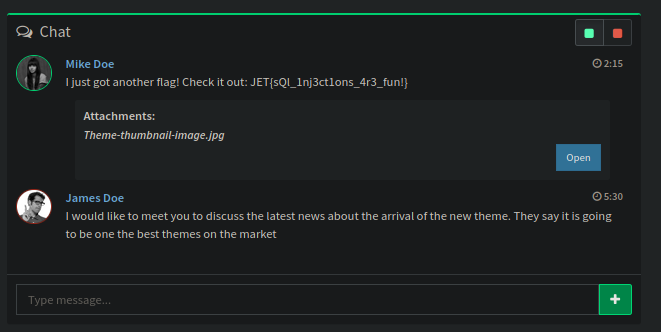 Chat
Mike Doe
2:15
I just got another flag! Check it out: JET{sQl_1nj3ct1ons_4r3_fun!}
Attachments:
Theme-thumbnail-image.jpg
Open
James Doe
5:30
I would like to meet you to discuss the latest news about the arrival of the new theme. They say it is going
to be one the best themes on the market
Type message...